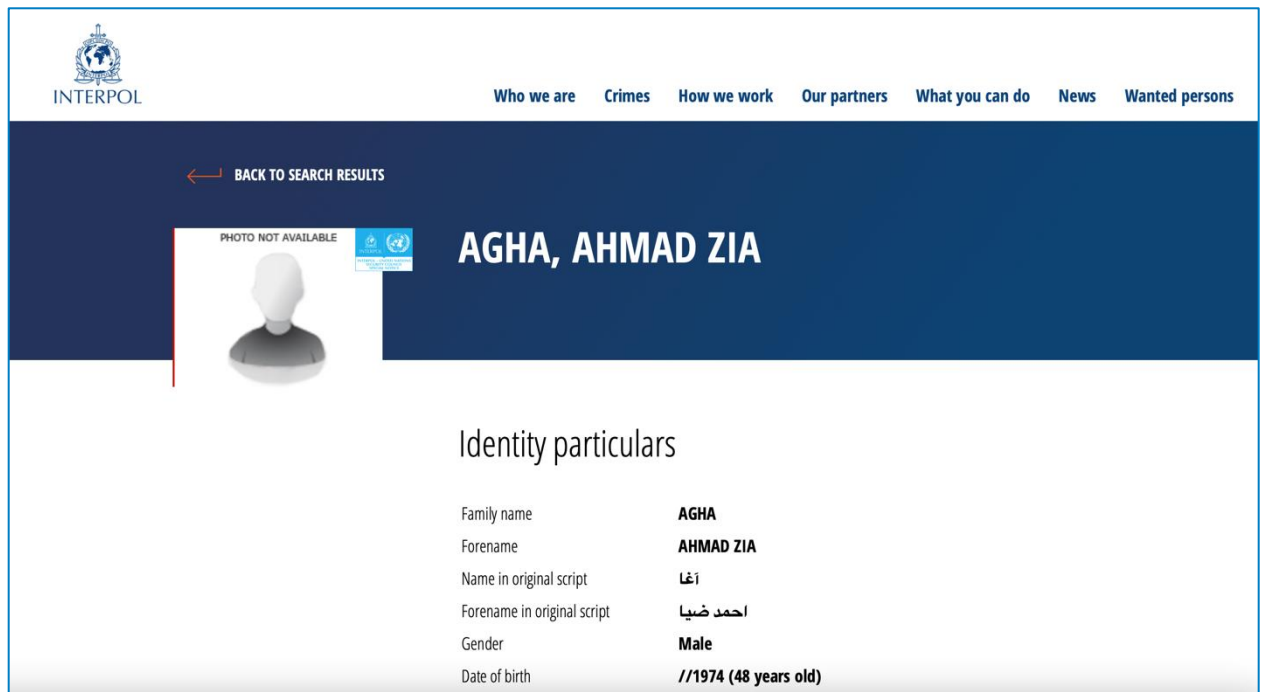 INTERPOL
Who we are Crimes How we work Our partners What you can do News Wanted persons
BACK TO SEARCH RESULTS
PHOTO NOT AVAILABLE
AGHA, AHMAD ZIA
Identity particulars
Family name AGHA
Forename AHMAD ZIA
Name in original script آغا
Forename in original script احمد ضيا
Gender Male
Date of birth //1974 (48 years old)